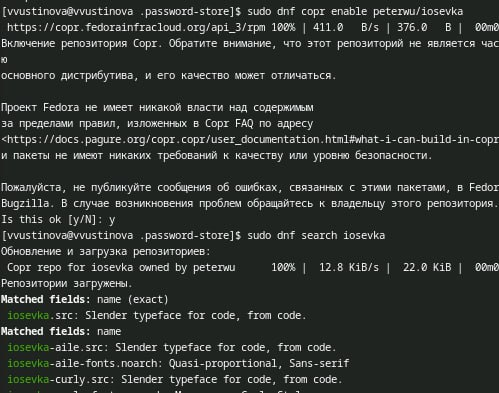 [vvustinova@vvustinova .password-store]$ sudo dnf copr enable peterwu/iosevka
https://copr.fedorainfracloud.org/api_3/rpm 100% | 411.0   B/s | 376.0   B |  00m0
Включение репозитория Copr. Обратите внимание, что этот репозиторий не является час
ю
основного дистрибутива, и его качество может отличаться.
Проект Fedora не имеет никакой власти над содержимым
за пределами правил, изложенных в Copr FAQ по адресу
<https://docs.pagure.org/copr.copr/user_documentation.html#what-i-can-build-in-copr
и пакеты не имеют никаких требований к качеству или уровню безопасности.
Пожалуйста, не публикуйте сообщения об ошибках, связанных с этими пакетами, в Fedor
Bugzilla. В случае возникновения проблем обращайтесь к владельцу этого репозитория.
Is this ok [y/N]: y
[vvustinova@vvustinova .password-store]$ sudo dnf search iosevka
Обновление и загрузка репозиториев:
Copr repo for iosevka owned by peterwu      100% |  12.8 KiB/s |  22.0 KiB |  00m0
Репозитории загружены.
Matched fields: name (exact)
iosevka.src: Slender typeface for code, from code.
Matched fields: name
iosevka-aile.src: Slender typeface for code, from code.
iosevka-aile-fonts.noarch: Quasi-proportional, Sans-serif
iosevka-curly.src: Slender typeface for code, from code.